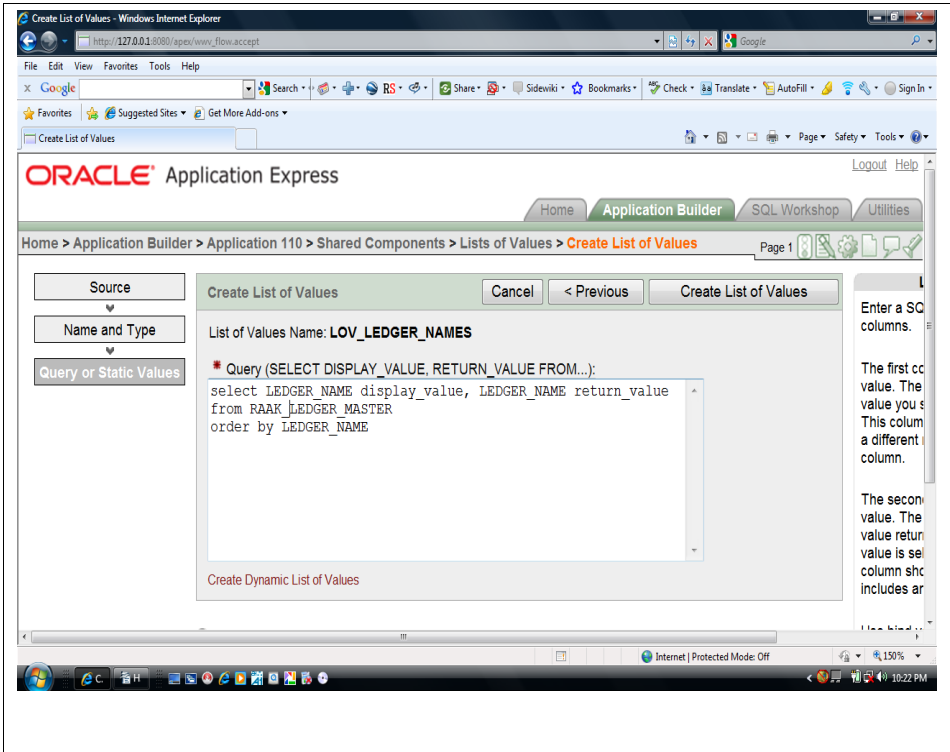 Create List of Values - Windows Internet Explorer
http://127.0.0.1:8080/apex/wwv_flow.accept
Google
File Edit View Favorites Tools Help
x Google Search RS Share Sidewiki Bookmarks Check Translate AutoFill Sign In
Favorites Suggested Sites Get More Add-ons
Create List of Values
Page Safety Tools
ORACLE Application Express
Logout Help
Home Application Builder SQL Workshop Utilities
Home > Application Builder > Application 110 > Shared Components > Lists of Values > Create List of Values
Page 1
Source
Name and Type
Query or Static Values
Create List of Values
Cancel < Previous Create List of Values
List of Values Name: LOV_LEDGER_NAMES
* Query (SELECT DISPLAY_VALUE, RETURN_VALUE FROM...):
select LEDGER_NAME display_value, LEDGER_NAME return_value
from RAAK_LEDGER_MASTER
order by LEDGER_NAME
Create Dynamic List of Values
Enter a SQ
columns.
The first co
value. The
value you s
This colum
a different
column.
The secon
value. The
value retur
value is sel
column sho
includes ar
Internet | Protected Mode: Off
150%
C.
H
10:22 PM